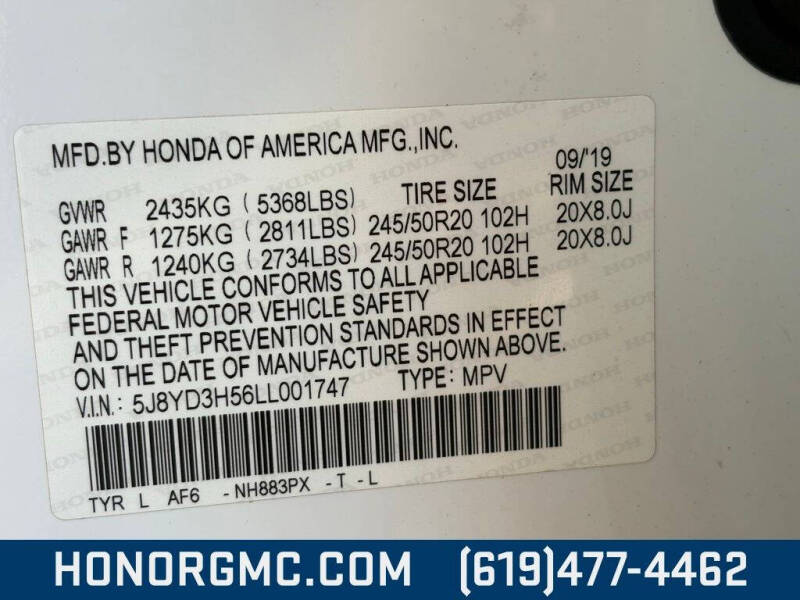 MFD.BY HONDA OF AMERICA MFG.,INC.
09/'19
GVWR 2435KG ( 5368LBS) TIRE SIZE RIM SIZE
GAWR F 1275KG ( 2811LBS) 245/50R20 102H 20X8.0J
GAWR R 1240KG ( 2734LBS) 245/50R20 102H 20X8.0J
THIS VEHICLE CONFORMS TO ALL APPLICABLE
FEDERAL MOTOR VEHICLE SAFETY
AND THEFT PREVENTION STANDARDS IN EFFECT
ON THE DATE OF MANUFACTURE SHOWN ABOVE.
V.I.N.: 5J8YD3H56LL001747 TYPE: MPV
TYR L AF6 - NH883PX - T - L
HONORGMC.COM (619)477-4462